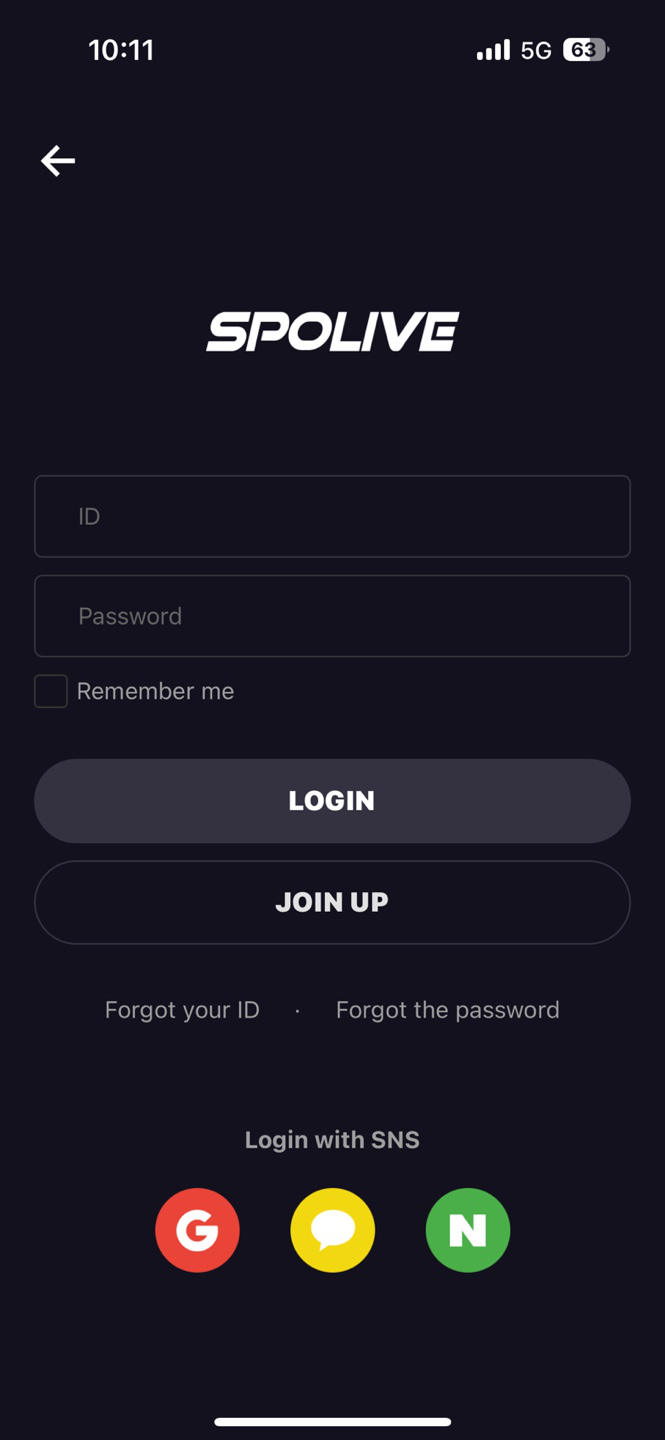 10:11 5G 63
SPOLIVE
ID
Password
Remember me
LOGIN
JOIN UP
Forgot your ID · Forgot the password
Login with SNS
G N